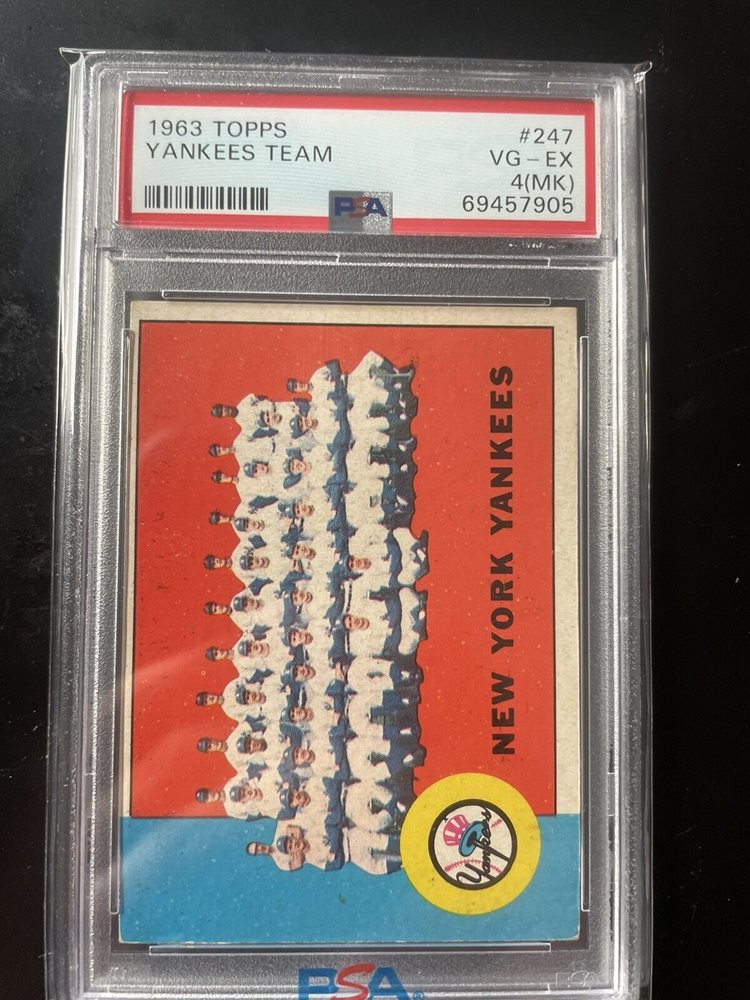 1963 TOPPS
YANKEES TEAM
#247
VG - EX
4(MK)
69457905
PSA
NEW YORK YANKEES
Yankees
PSA